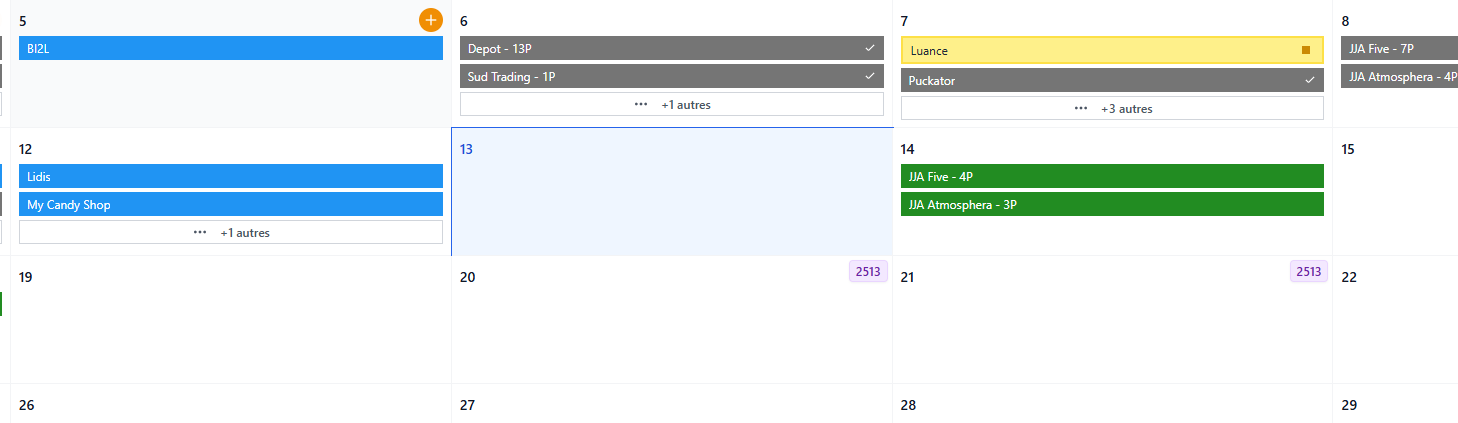 5
BI2L
6
Depot - 13P
Sud Trading - 1P
+1 autres
7
Luance
Puckator
+3 autres
8
JJA Five - 7P
JJA Atmosphera - 4P
12
Lidis
My Candy Shop
+1 autres
13
14
JJA Five - 4P
JJA Atmosphera - 3P
15
19
20
2513
21
2513
22
26
27
28
29